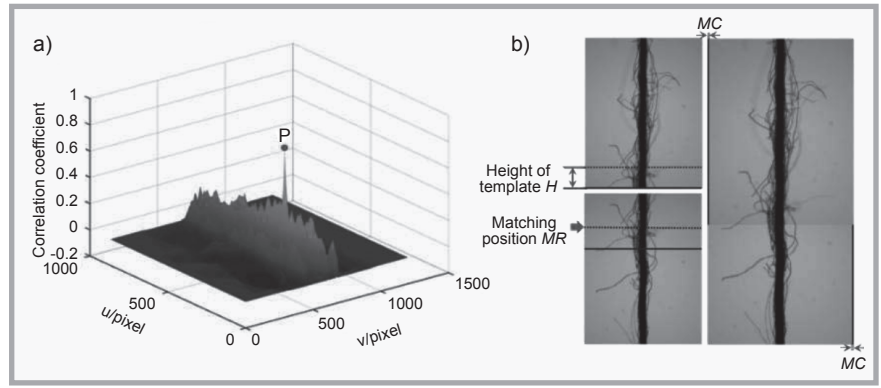 a)
Correlation coefficient
1
0.8
0.6
0.4
0.2
0
-0.2
P
1000
500
0
u/pixel
0
500
1000
1500
v/pixel
b)
MC
Height of
template H
Matching
position MR
MC